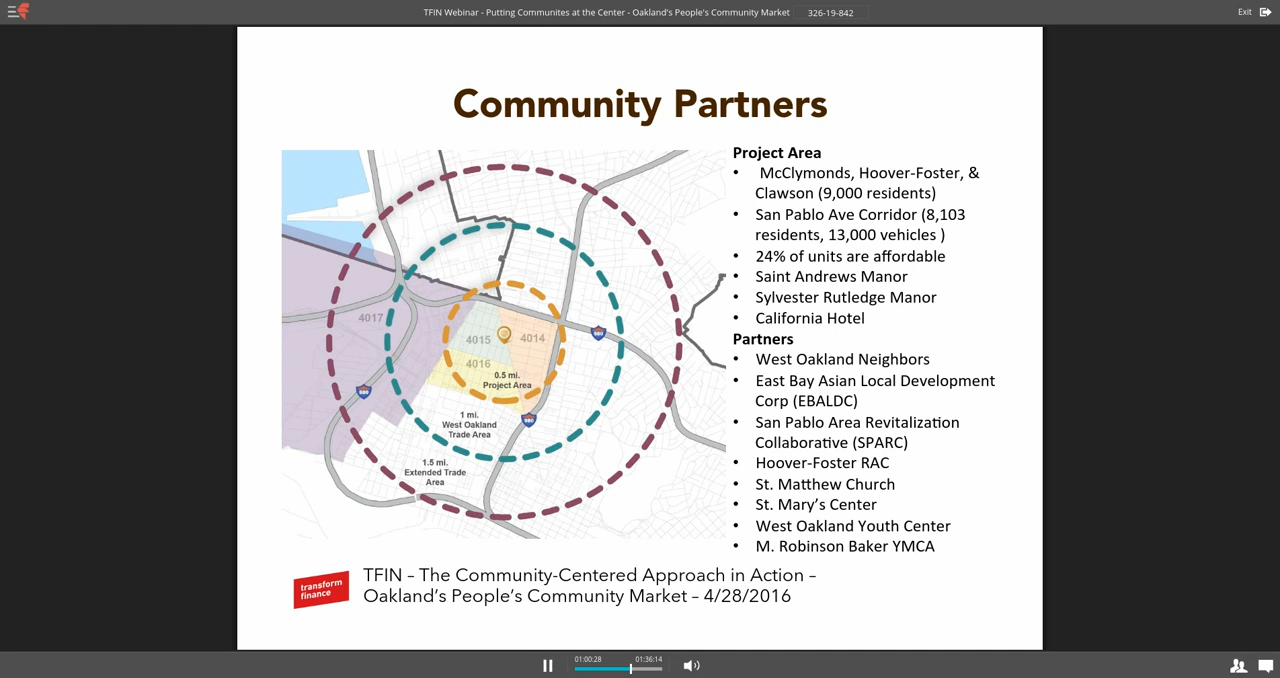 TFIN Webinar - Putting Communites at the Center - Oakland's People's Community Market 326-19-842
Exit
Community Partners
4017
4015
4014
4016
0.5 mi.
Project Area
1 mi.
West Oakland
Trade Area
1.5 mi.
Extended Trade
Area
980
Project Area
• McClymonds, Hoover-Foster, &
Clawson (9,000 residents)
• San Pablo Ave Corridor (8,103
residents, 13,000 vehicles )
• 24% of units are affordable
• Saint Andrews Manor
• Sylvester Rutledge Manor
• California Hotel
Partners
• West Oakland Neighbors
• East Bay Asian Local Development
Corp (EBALDC)
• San Pablo Area Revitalization
Collaborative (SPARC)
• Hoover-Foster RAC
• St. Matthew Church
• St. Mary's Center
• West Oakland Youth Center
• M. Robinson Baker YMCA
transform
finance
TFIN – The Community-Centered Approach in Action –
Oakland's People's Community Market – 4/28/2016
01:00:28
01:36:14